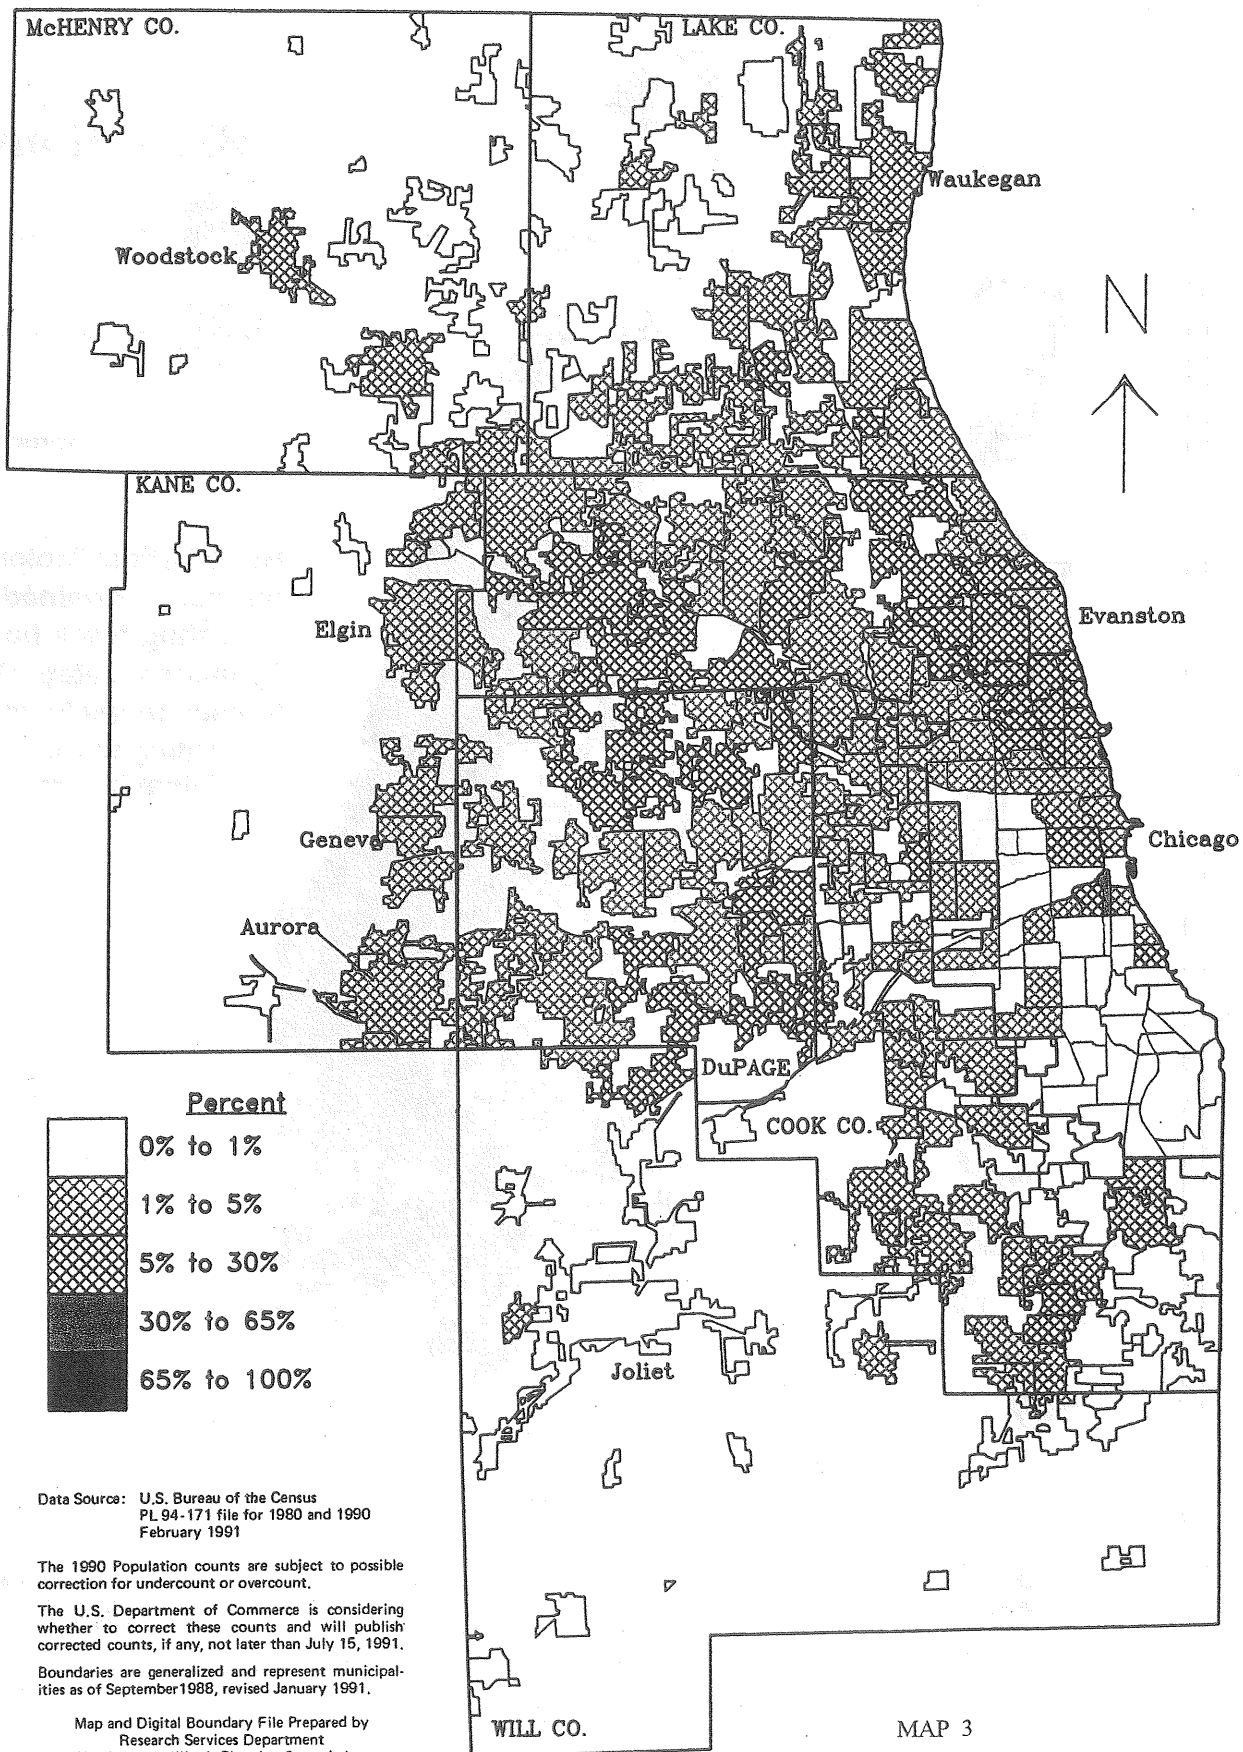 McHENRY CO.
LAKE CO.
Waukegan
Woodstock
N
KANE CO.
Elgin
Evanston
Geneva
Chicago
Aurora
DuPAGE
COOK CO.
Percent
0% to 1%
1% to 5%
5% to 30%
30% to 65%
65% to 100%
Joliet
Data Source: U.S. Bureau of the Census
PL 94-171 file for 1980 and 1990
February 1991
The 1990 Population counts are subject to possible
correction for undercount or overcount.
The U.S. Department of Commerce is considering
whether to correct these counts and will publish
corrected counts, if any, not later than July 15, 1991.
Boundaries are generalized and represent municipal-
ities as of September1988, revised January 1991.
Map and Digital Boundary File Prepared by
Research Services Department
WILL CO.
MAP 3